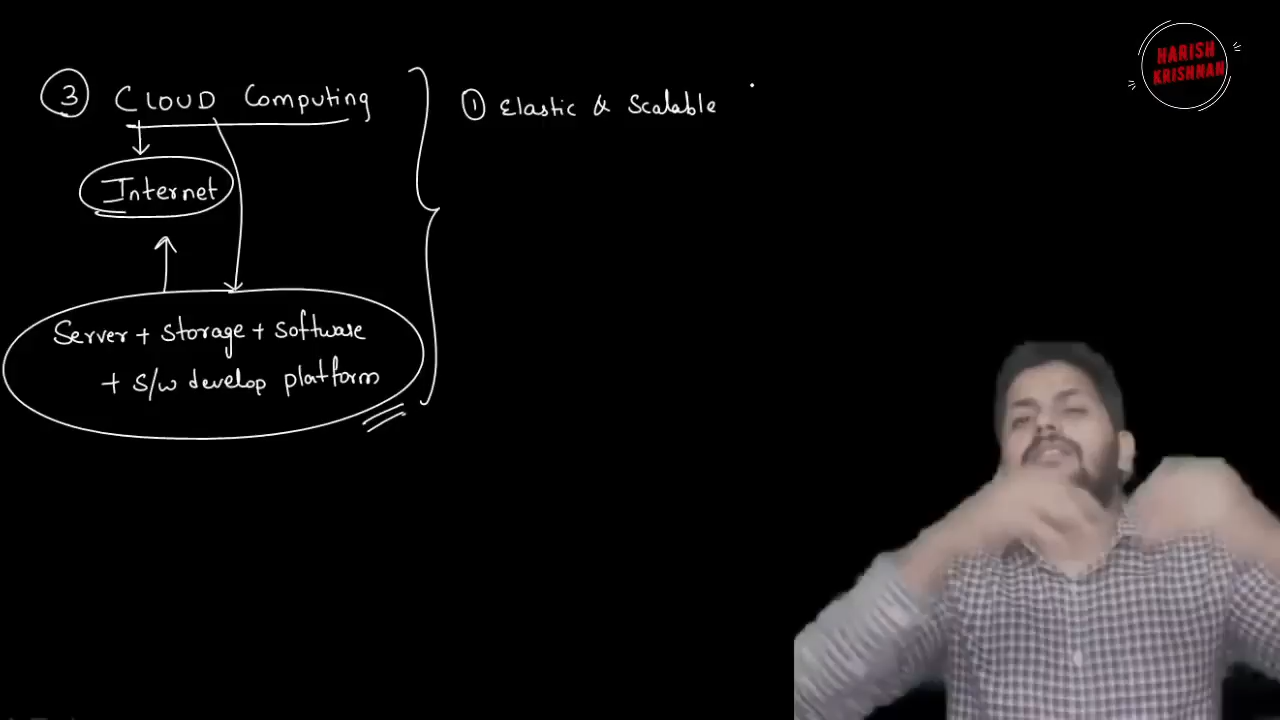 3 CLOUD Computing
Internet
Server + Storage + Software
+ s/w develop platform
1 Elastic & Scalable
HARISH
KRISHNAN